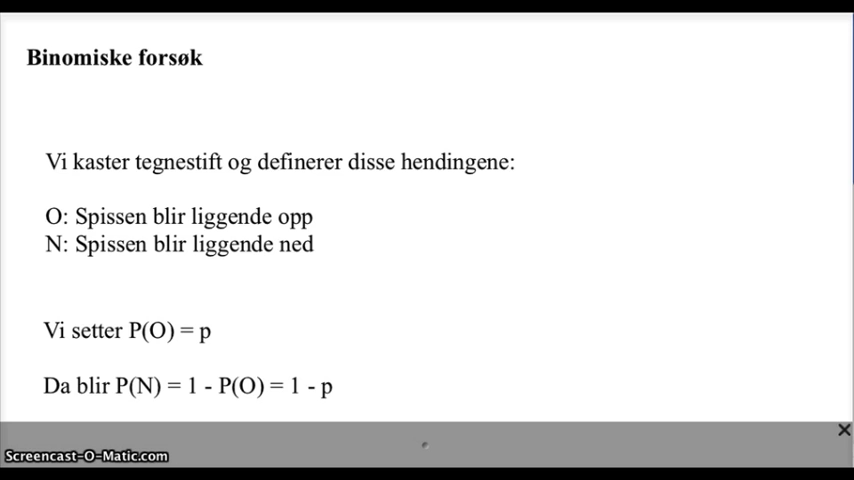 Binomiske forsøk
Vi kaster tegnestift og definerer disse hendingene:
O: Spissen blir liggende opp
N: Spissen blir liggende ned
Vi setter P(O) = p
Da blir P(N) = 1 - P(O) = 1 - p
Screencast-O-Matic.com